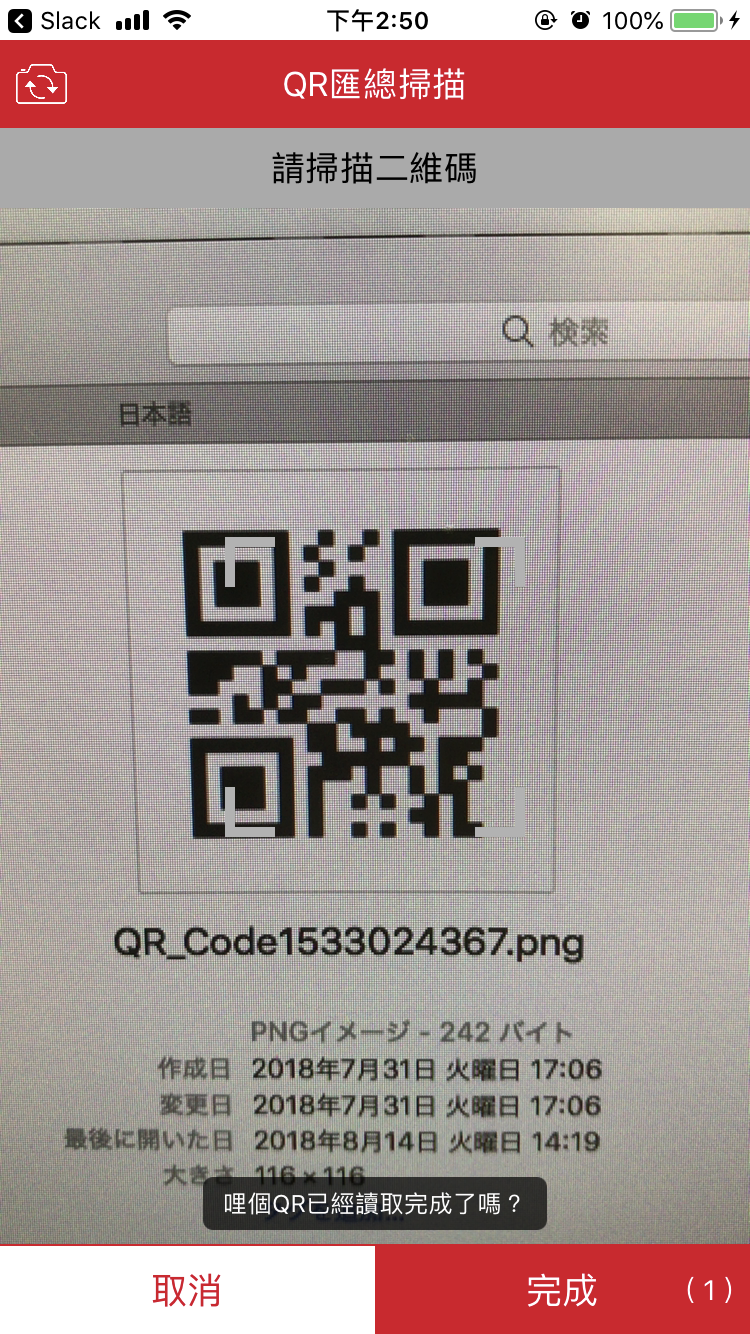 Slack
下午2:50
100%
QR匯總掃描
請掃描二維碼
検索
日本語
QR_Code1533024367.png
PNGイメージ - 242 バイト
作成日 2018年7月31日 火曜日 17:06
変更日 2018年7月31日 火曜日 17:06
最後に開いた日 2018年8月14日 火曜日 14:19
大きさ 116 × 116
哩個QR已經讀取完成了嗎？
取消
完成
（1）